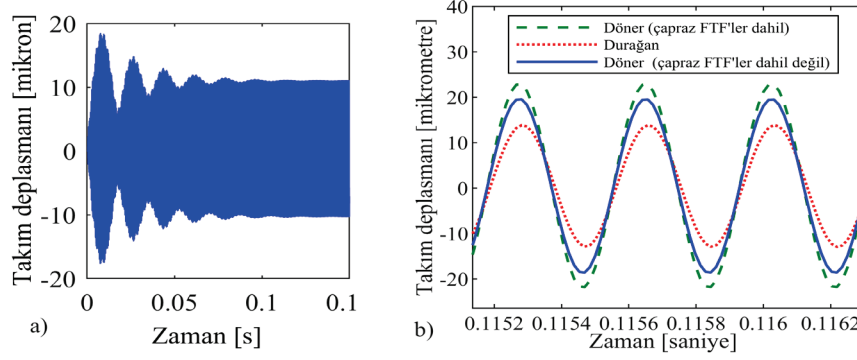 20
10
0
-10
-20
Takım deplasmanı [mikron]
0
0.05
0.1
0.1
Zaman [s]
a)
40
30
20
10
0
-10
-20
Takım deplasmanı [mikrometre]
Döner (çapraz FTF'ler dahil)
Durağan
Döner (çapraz FTF'ler dahil değil)
0.1152
0.1154
0.1156
0.1158
0.116
0.1162
Zaman [saniye]
b)